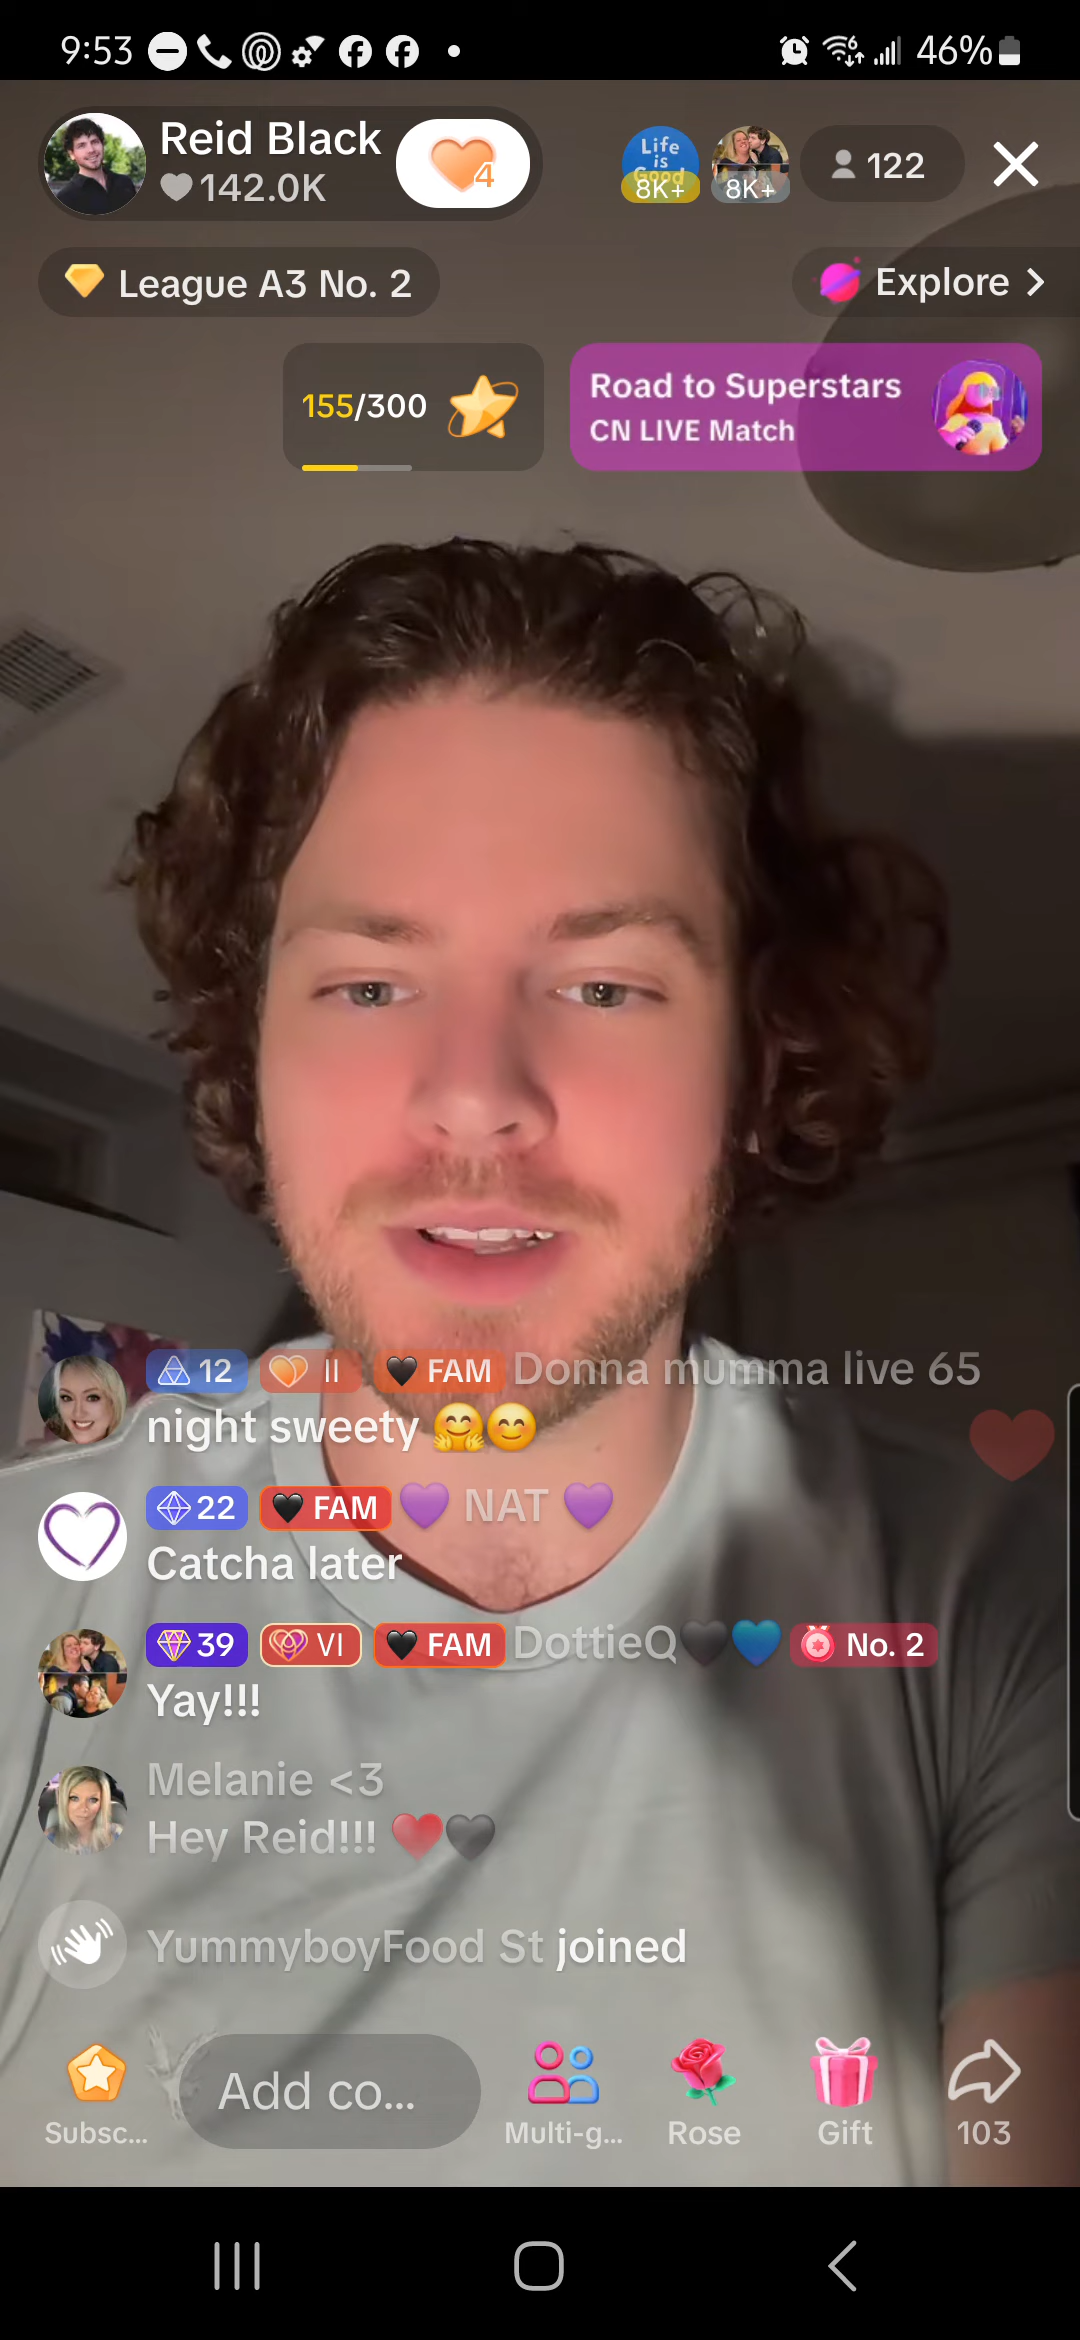 9:53
46%
Reid Black
142.0K
4
Life
is
Good
8K+
8K+
122
League A3 No. 2
Explore
155/300
Road to Superstars
CN LIVE Match
12 II 🖤 FAM Donna mumma live 65
night sweety 🤗😊
22 🖤 FAM 💜 NAT 💜
Catcha later
39 VI 🖤 FAM DottieQ🖤💙 No. 2
Yay!!!
Melanie <3
Hey Reid!!! ❤️🖤
YummyboyFood St joined
Subsc...
Add co...
Multi-g...
Rose
Gift
103